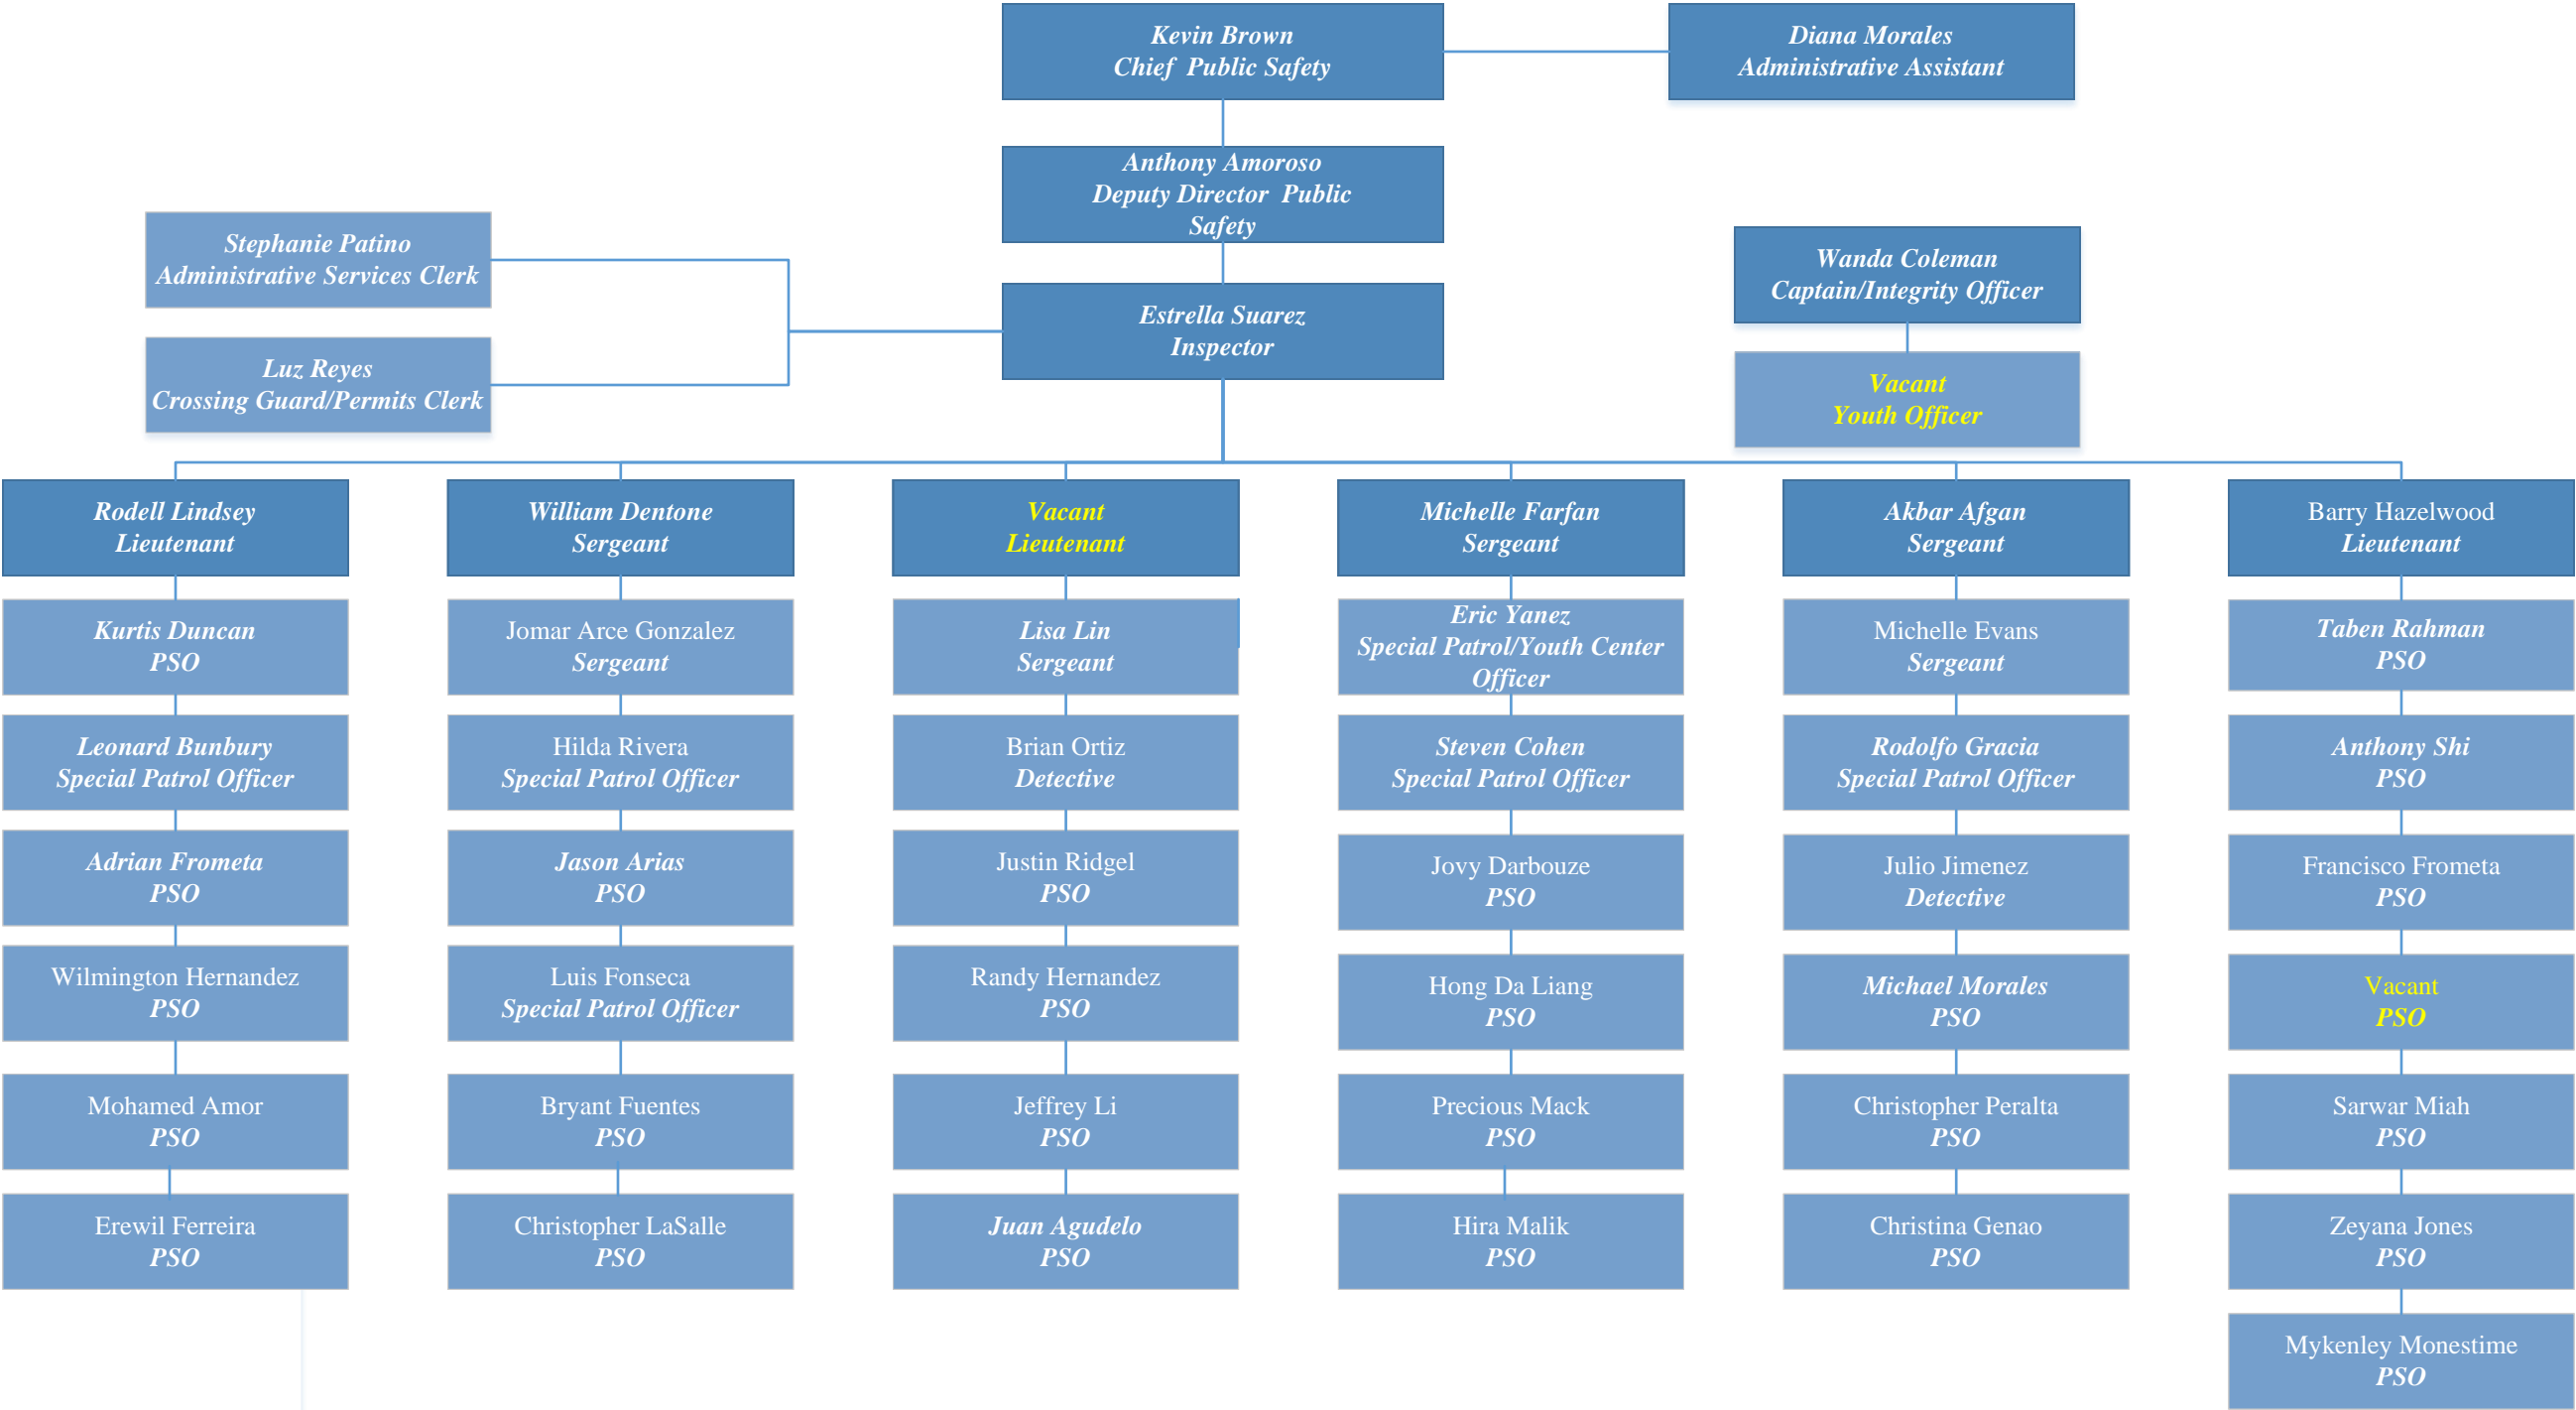 Kevin Brown
Chief Public Safety
Diana Morales
Administrative Assistant
Anthony Amoroso
Deputy Director Public
Safety
Stephanie Patino
Administrative Services Clerk
Wanda Coleman
Captain/Integrity Officer
Estrella Suarez
Inspector
Luz Reyes
Crossing Guard/Permits Clerk
Vacant
Youth Officer
Rodell Lindsey
Lieutenant
Kurtis Duncan
PSO
Leonard Bunbury
Special Patrol Officer
Adrian Frometa
PSO
Wilmington Hernandez
PSO
Mohamed Amor
PSO
Erewil Ferreira
PSO
William Dentone
Sergeant
Jomar Arce Gonzalez
Sergeant
Hilda Rivera
Special Patrol Officer
Jason Arias
PSO
Luis Fonseca
Special Patrol Officer
Bryant Fuentes
PSO
Christopher LaSalle
PSO
Vacant
Lieutenant
Lisa Lin
Sergeant
Brian Ortiz
Detective
Justin Ridgel
PSO
Randy Hernandez
PSO
Jeffrey Li
PSO
Juan Agudelo
PSO
Michelle Farfan
Sergeant
Eric Yanez
Special Patrol/Youth Center
Officer
Steven Cohen
Special Patrol Officer
Jovy Darbouze
PSO
Hong Da Liang
PSO
Precious Mack
PSO
Hira Malik
PSO
Akbar Afgan
Sergeant
Michelle Evans
Sergeant
Rodolfo Gracia
Special Patrol Officer
Julio Jimenez
Detective
Michael Morales
PSO
Christopher Peralta
PSO
Christina Genao
PSO
Barry Hazelwood
Lieutenant
Taben Rahman
PSO
Anthony Shi
PSO
Francisco Frometa
PSO
Vacant
PSO
Sarwar Miah
PSO
Zeyana Jones
PSO
Mykenley Monestime
PSO